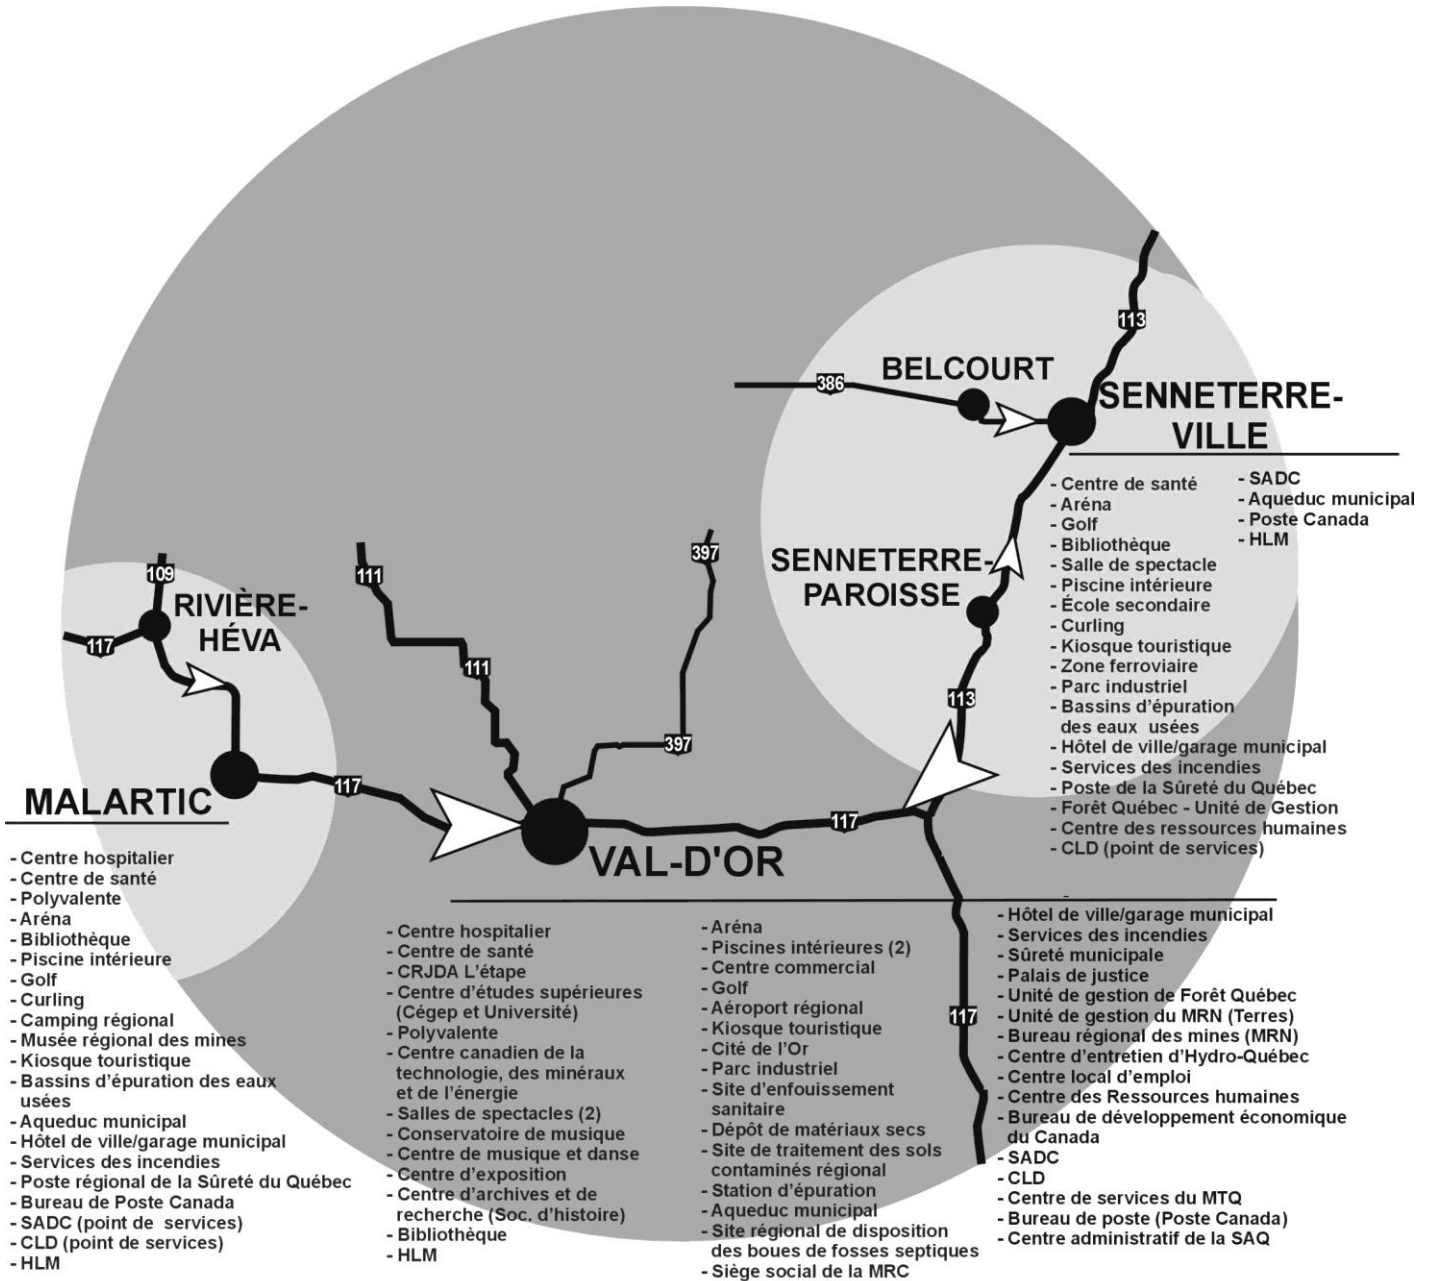 113
BELCOURT
386
SENNETERRE-
VILLE
- Centre de santé
- Aréna
- Golf
- Bibliothèque
- Salle de spectacle
- Piscine intérieure
- École secondaire
- Curling
- Kiosque touristique
- Zone ferroviaire
- Parc industriel
- Bassins d'épuration
des eaux usées
- Hôtel de ville/garage municipal
- Services des incendies
- Poste de la Sûreté du Québec
- Forêt Québec - Unité de Gestion
- Centre des ressources humaines
- CLD (point de services)
- SADC
- Aqueduc municipal
- Poste Canada
- HLM
SENNETERRE-
PAROISSE
113
397
397
111
111
109
RIVIÈRE-
HÉVA
117
117
117
117
MALARTIC
- Centre hospitalier
- Centre de santé
- Polyvalente
- Aréna
- Bibliothèque
- Piscine intérieure
- Golf
- Curling
- Camping régional
- Musée régional des mines
- Kiosque touristique
- Bassins d'épuration des eaux
usées
- Aqueduc municipal
- Hôtel de ville/garage municipal
- Services des incendies
- Poste régional de la Sûreté du Québec
- Bureau de Poste Canada
- SADC (point de services)
- CLD (point de services)
- HLM
VAL-D'OR
- Centre hospitalier
- Centre de santé
- CRJDA L'étape
- Centre d'études supérieures
(Cégep et Université)
- Polyvalente
- Centre canadien de la
technologie, des minéraux
et de l'énergie
- Salles de spectacles (2)
- Conservatoire de musique
- Centre de musique et danse
- Centre d'exposition
- Centre d'archives et de
recherche (Soc. d'histoire)
- Bibliothèque
- HLM
- Aréna
- Piscines intérieures (2)
- Centre commercial
- Golf
- Aéroport régional
- Kiosque touristique
- Cité de l'Or
- Parc industriel
- Site d'enfouissement
sanitaire
- Dépôt de matériaux secs
- Site de traitement des sols
contaminés régional
- Station d'épuration
- Aqueduc municipal
- Site régional de disposition
des boues de fosses septiques
- Siège social de la MRC
- Hôtel de ville/garage municipal
- Services des incendies
- Sûreté municipale
- Palais de justice
- Unité de gestion de Forêt Québec
- Unité de gestion du MRN (Terres)
- Bureau régional des mines (MRN)
- Centre d'entretien d'Hydro-Québec
- Centre local d'emploi
- Centre des Ressources humaines
- Bureau de développement économique
du Canada
- SADC
- CLD
- Centre de services du MTQ
- Bureau de poste (Poste Canada)
- Centre administratif de la SAQ